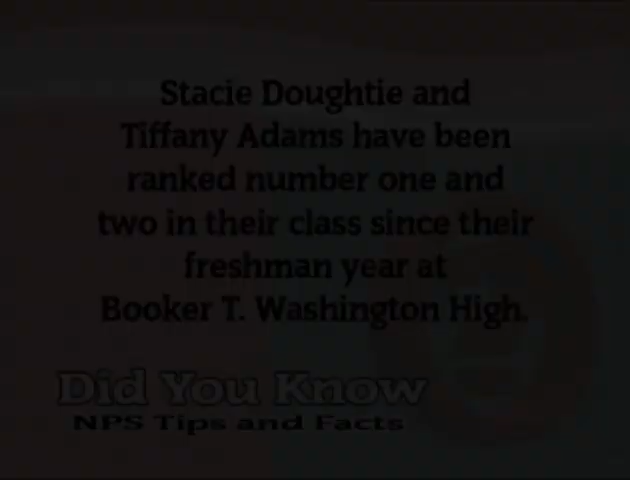 Stacie Doughtie and
Tiffany Adams have been
ranked number one and
two in their class since their
freshman year at
Booker T. Washington High.
Did You Know
NPS Tips and Facts